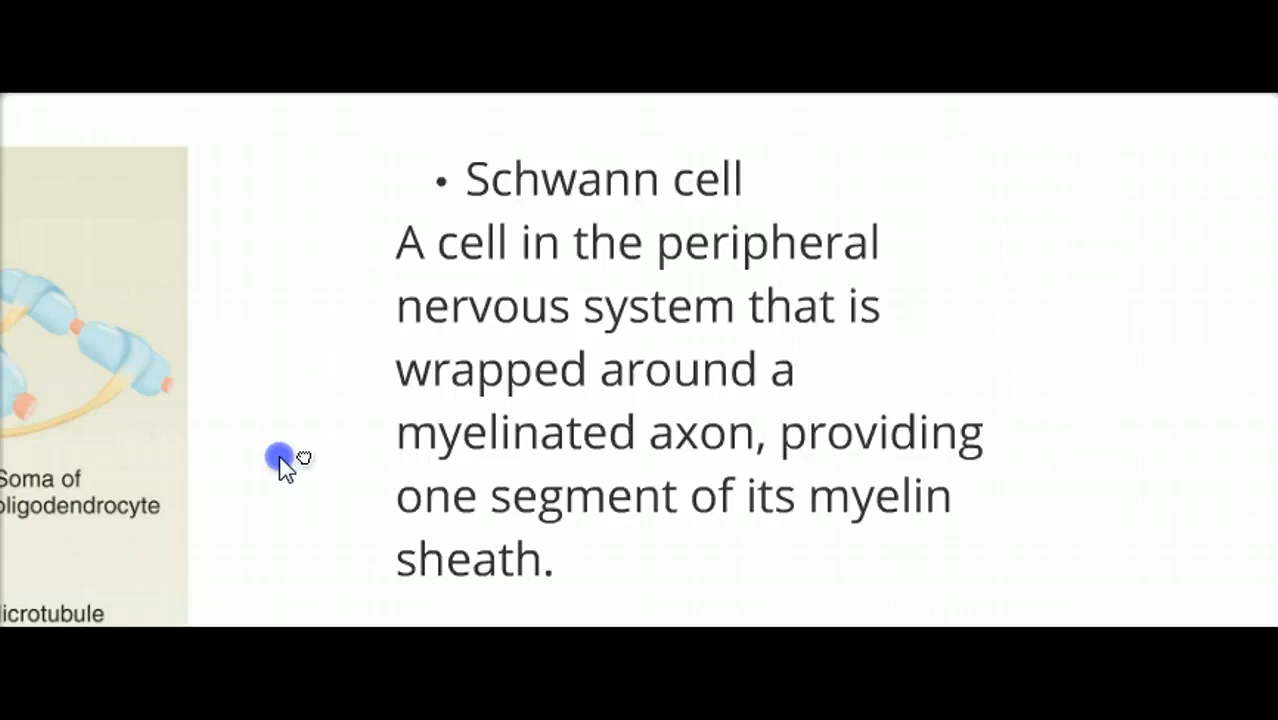 • Schwann cell
A cell in the peripheral
nervous system that is
wrapped around a
myelinated axon, providing
one segment of its myelin
sheath.
Soma of
oligodendrocyte
icrotubule